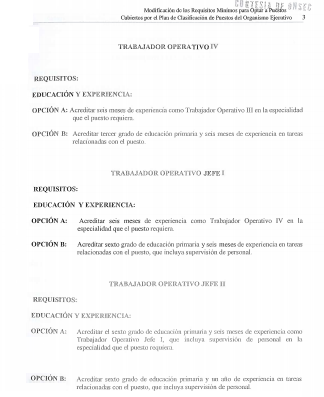 CORTESIA DE ONSEC
Modificación de los Requisitos Mínimos para Optar a Puestos
Cubiertos por el Plan de Clasificación de Puestos del Organismo Ejecutivo 3
TRABAJADOR OPERATIVO IV
REQUISITOS:
EDUCACIÓN Y EXPERIENCIA:
OPCIÓN A: Acreditar seis meses de experiencia como Trabajador Operativo III en la especialidad
que el puesto requiera.
OPCIÓN B: Acreditar tercer grado de educación primaria y seis meses de experiencia en tareas
relacionadas con el puesto.
TRABAJADOR OPERATIVO JEFE I
REQUISITOS:
EDUCACIÓN Y EXPERIENCIA:
OPCIÓN A: Acreditar seis meses de experiencia como Trabajador Operativo IV en la
especialidad que el puesto requiera.
OPCIÓN B: Acreditar sexto grado de educación primaria y seis meses de experiencia en tareas
relacionadas con el puesto, que incluya supervisión de personal.
TRABAJADOR OPERATIVO JEFE II
REQUISITOS:
EDUCACIÓN Y EXPERIENCIA:
OPCIÓN A: Acreditar el sexto grado de educación primaria y seis meses de experiencia como
Trabajador Operativo Jefe I, que incluya supervisión de personal en la
especialidad que el puesto requiera.
OPCIÓN B: Acreditar sexto grado de educación primaria y un año de experiencia en tareas
relacionadas con el puesto, que incluya supervisión de personal.